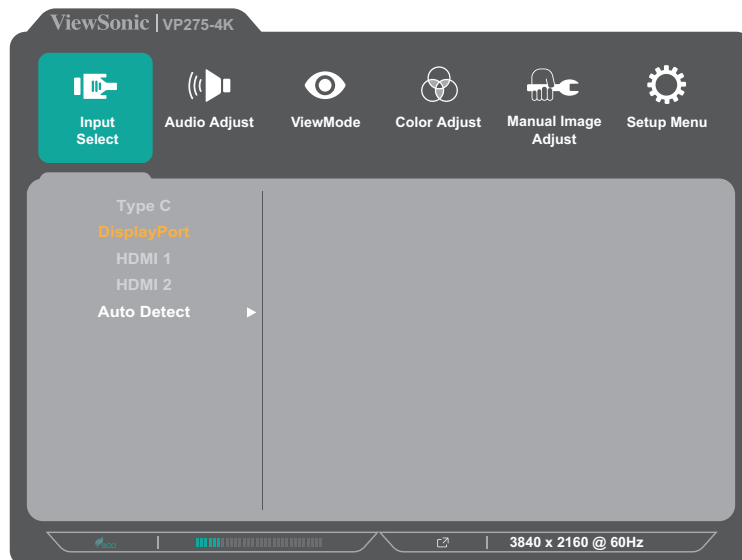 ViewSonic | VP275-4K
Input Select
Audio Adjust
ViewMode
Color Adjust
Manual Image Adjust
Setup Menu
Type C
DisplayPort
HDMI 1
HDMI 2
Auto Detect
eco
3840 x 2160 @ 60Hz